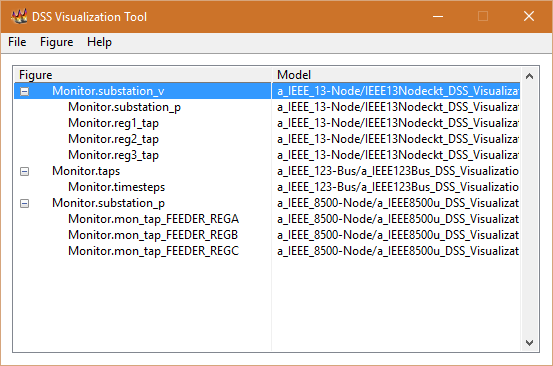 DSS Visualization Tool
File Figure Help
Figure Model
Monitor.substation_v a_IEEE_13-Node/IEEE13Nodeckt_DSS_Visualization
Monitor.substation_p a_IEEE_13-Node/IEEE13Nodeckt_DSS_Visualizat
Monitor.reg1_tap a_IEEE_13-Node/IEEE13Nodeckt_DSS_Visualizat
Monitor.reg2_tap a_IEEE_13-Node/IEEE13Nodeckt_DSS_Visualizat
Monitor.reg3_tap a_IEEE_13-Node/IEEE13Nodeckt_DSS_Visualizat
Monitor.taps a_IEEE_123-Bus/a_IEEE123Bus_DSS_Visualizatio
Monitor.timesteps a_IEEE_123-Bus/a_IEEE123Bus_DSS_Visualizatio
Monitor.substation_p a_IEEE_8500-Node/a_IEEE8500u_DSS_Visualizat
Monitor.mon_tap_FEEDER_REGA a_IEEE_8500-Node/a_IEEE8500u_DSS_Visualizat
Monitor.mon_tap_FEEDER_REGB a_IEEE_8500-Node/a_IEEE8500u_DSS_Visualizat
Monitor.mon_tap_FEEDER_REGC a_IEEE_8500-Node/a_IEEE8500u_DSS_Visualizat